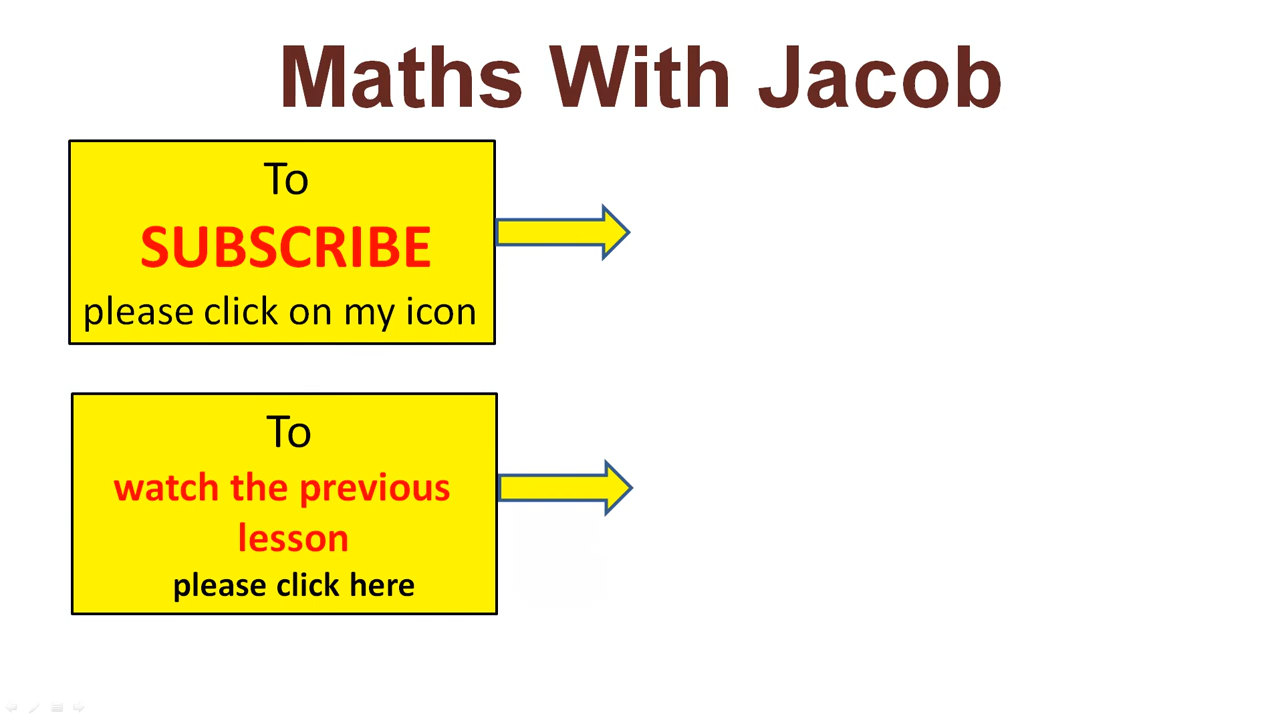 Maths With Jacob
To
SUBSCRIBE
please click on my icon
To
watch the previous
lesson
please click here